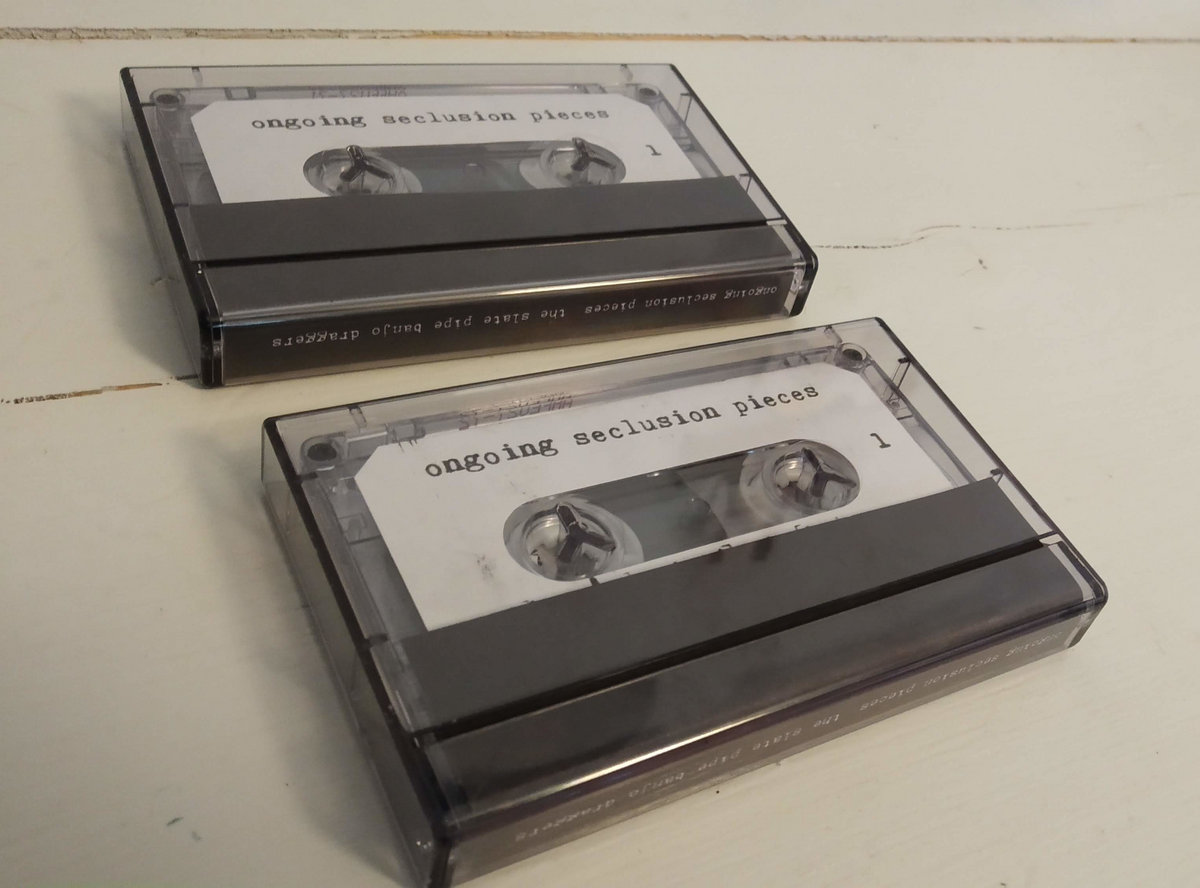 ongoing seclusion pieces
1
ongoing seclusion pieces the slate pipe banjo draggers
ongoing seclusion pieces
1
ongoing seclusion pieces the slate pipe banjo draggers